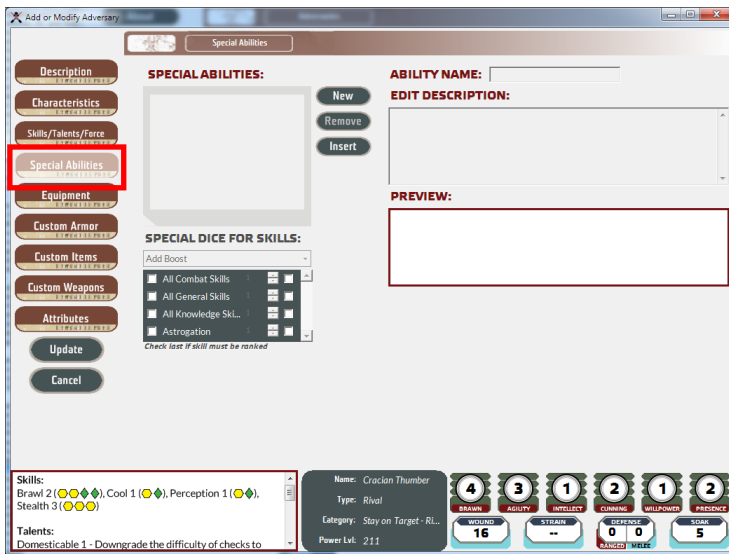 Add or Modify Adversary
Special Abilities
Description
Characteristics
Skills/Talents/Force
Special Abilities
Equipment
Custom Armor
Custom Items
Custom Weapons
Attributes
Update
Cancel
SPECIAL ABILITIES:
New
Remove
Insert
SPECIAL DICE FOR SKILLS:
Add Boost
All Combat Skills 1
All General Skills 1
All Knowledge Ski... 1
Astrogation 1
Check last if skill must be ranked
ABILITY NAME:
EDIT DESCRIPTION:
PREVIEW:
Skills:
Brawl 2 ( ), Cool 1 ( ), Perception 1 ( ),
Stealth 3 ( )
Talents:
Domesticable 1 - Downgrade the difficulty of checks to
Name: Cracian Thumber
Type: Rival
Category: Stay on Target - Ri...
Power Lvl: 211
4 3 1 2 1 2
BRAWN AGILITY INTELLECT CUNNING WILLPOWER PRESENCE
WOUND STRAIN DEFENSE SOAK
16 -- 0 0 5
RANGED MELEE